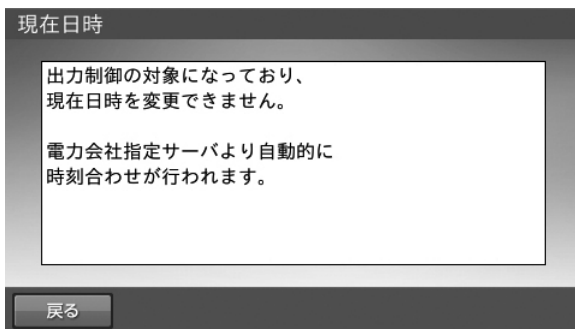 現在日時
出力制御の対象になっており、
現在日時を変更できません。
電力会社指定サーバより自動的に
時刻合わせが行われます。
戻る